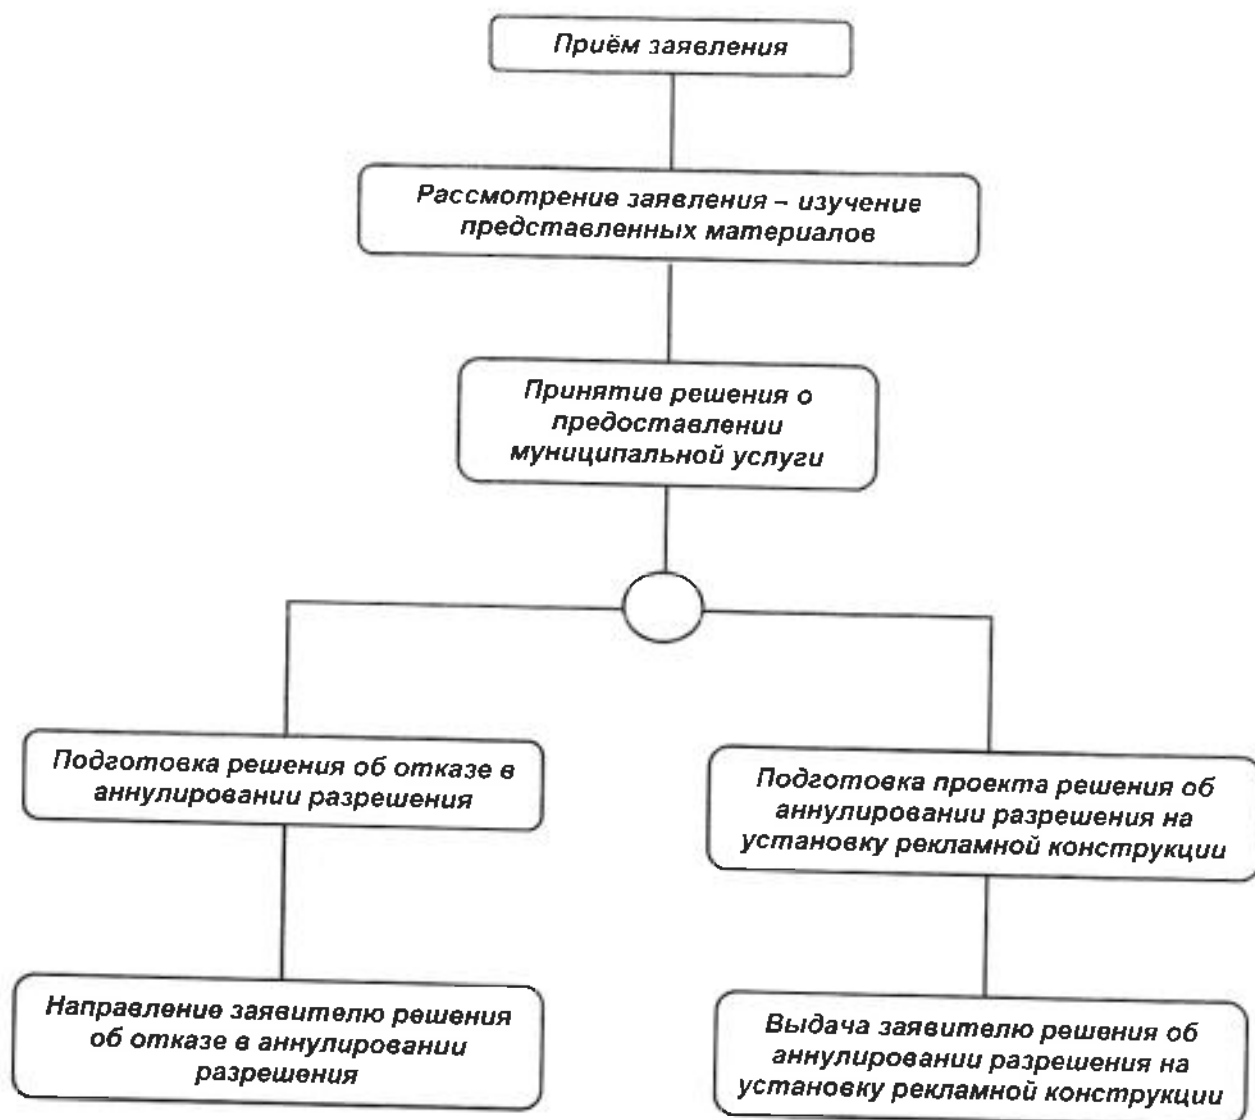 Приём заявления
Рассмотрение заявления – изучение
представленных материалов
Принятие решения о
предоставлении
муниципальной услуги
Подготовка решения об отказе в
аннулировании разрешения
Подготовка проекта решения об
аннулировании разрешения на
установку рекламной конструкции
Направление заявителю решения
об отказе в аннулировании
разрешения
Выдача заявителю решения об
аннулировании разрешения на
установку рекламной конструкции